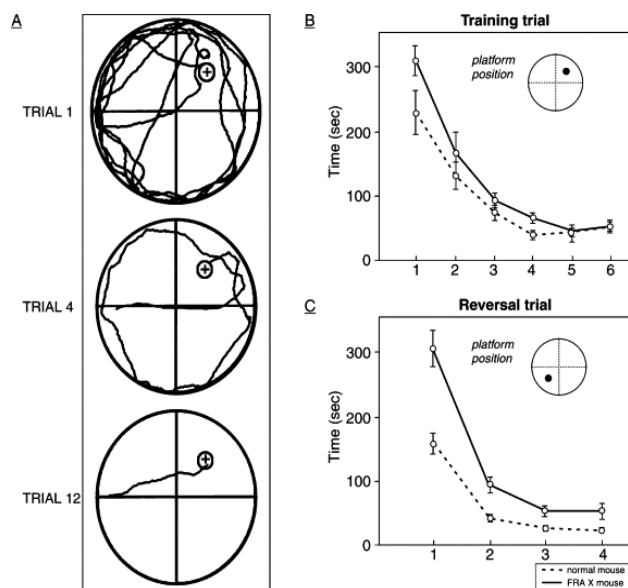 A
TRIAL 1
TRIAL 4
TRIAL 12
B
Training trial
platform
position
Time (sec)
300
200
100
0
1 2 3 4 5 6
C
Reversal trial
platform
position
Time (sec)
300
200
100
0
1 2 3 4
normal mouse
FRA X mouse